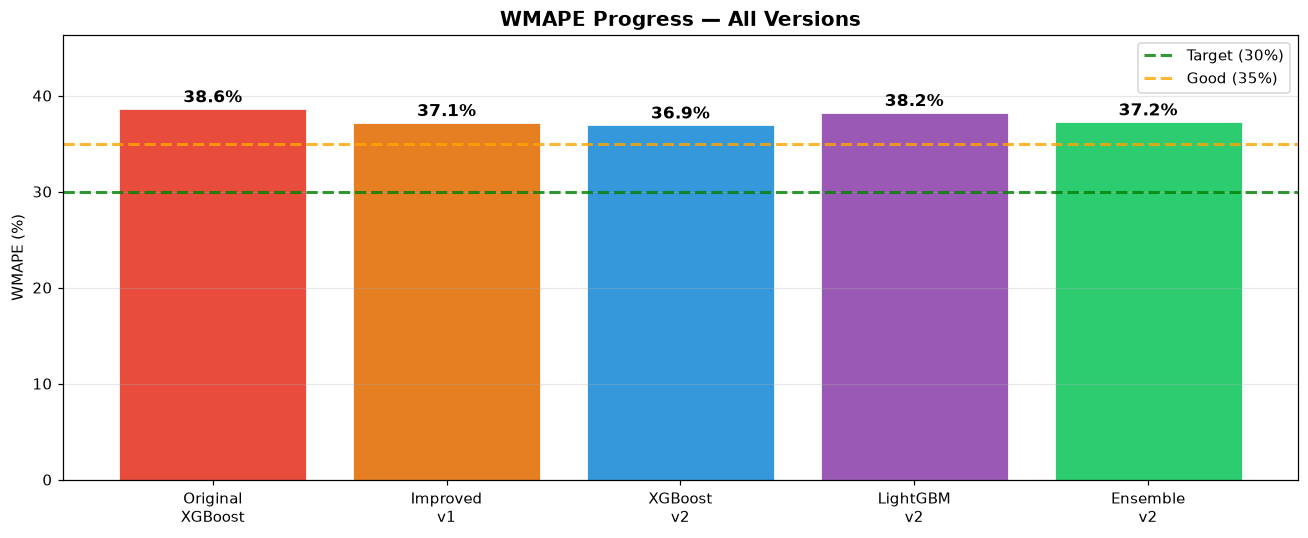 WMAPE Progress — All Versions
Target (30%)
Good (35%)
WMAPE (%)
40
30
20
10
0
38.6%
37.1%
36.9%
38.2%
37.2%
Original
XGBoost
Improved
v1
XGBoost
v2
LightGBM
v2
Ensemble
v2